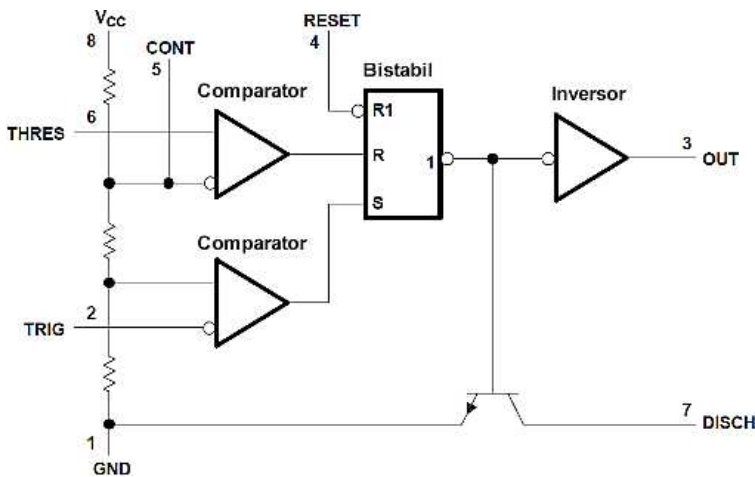 VCC
8
CONT
5
RESET
4
Bistabil
Comparator
Inversor
6
THRES
R1
R
1
3
OUT
S
Comparator
2
TRIG
7
DISCH
1
GND